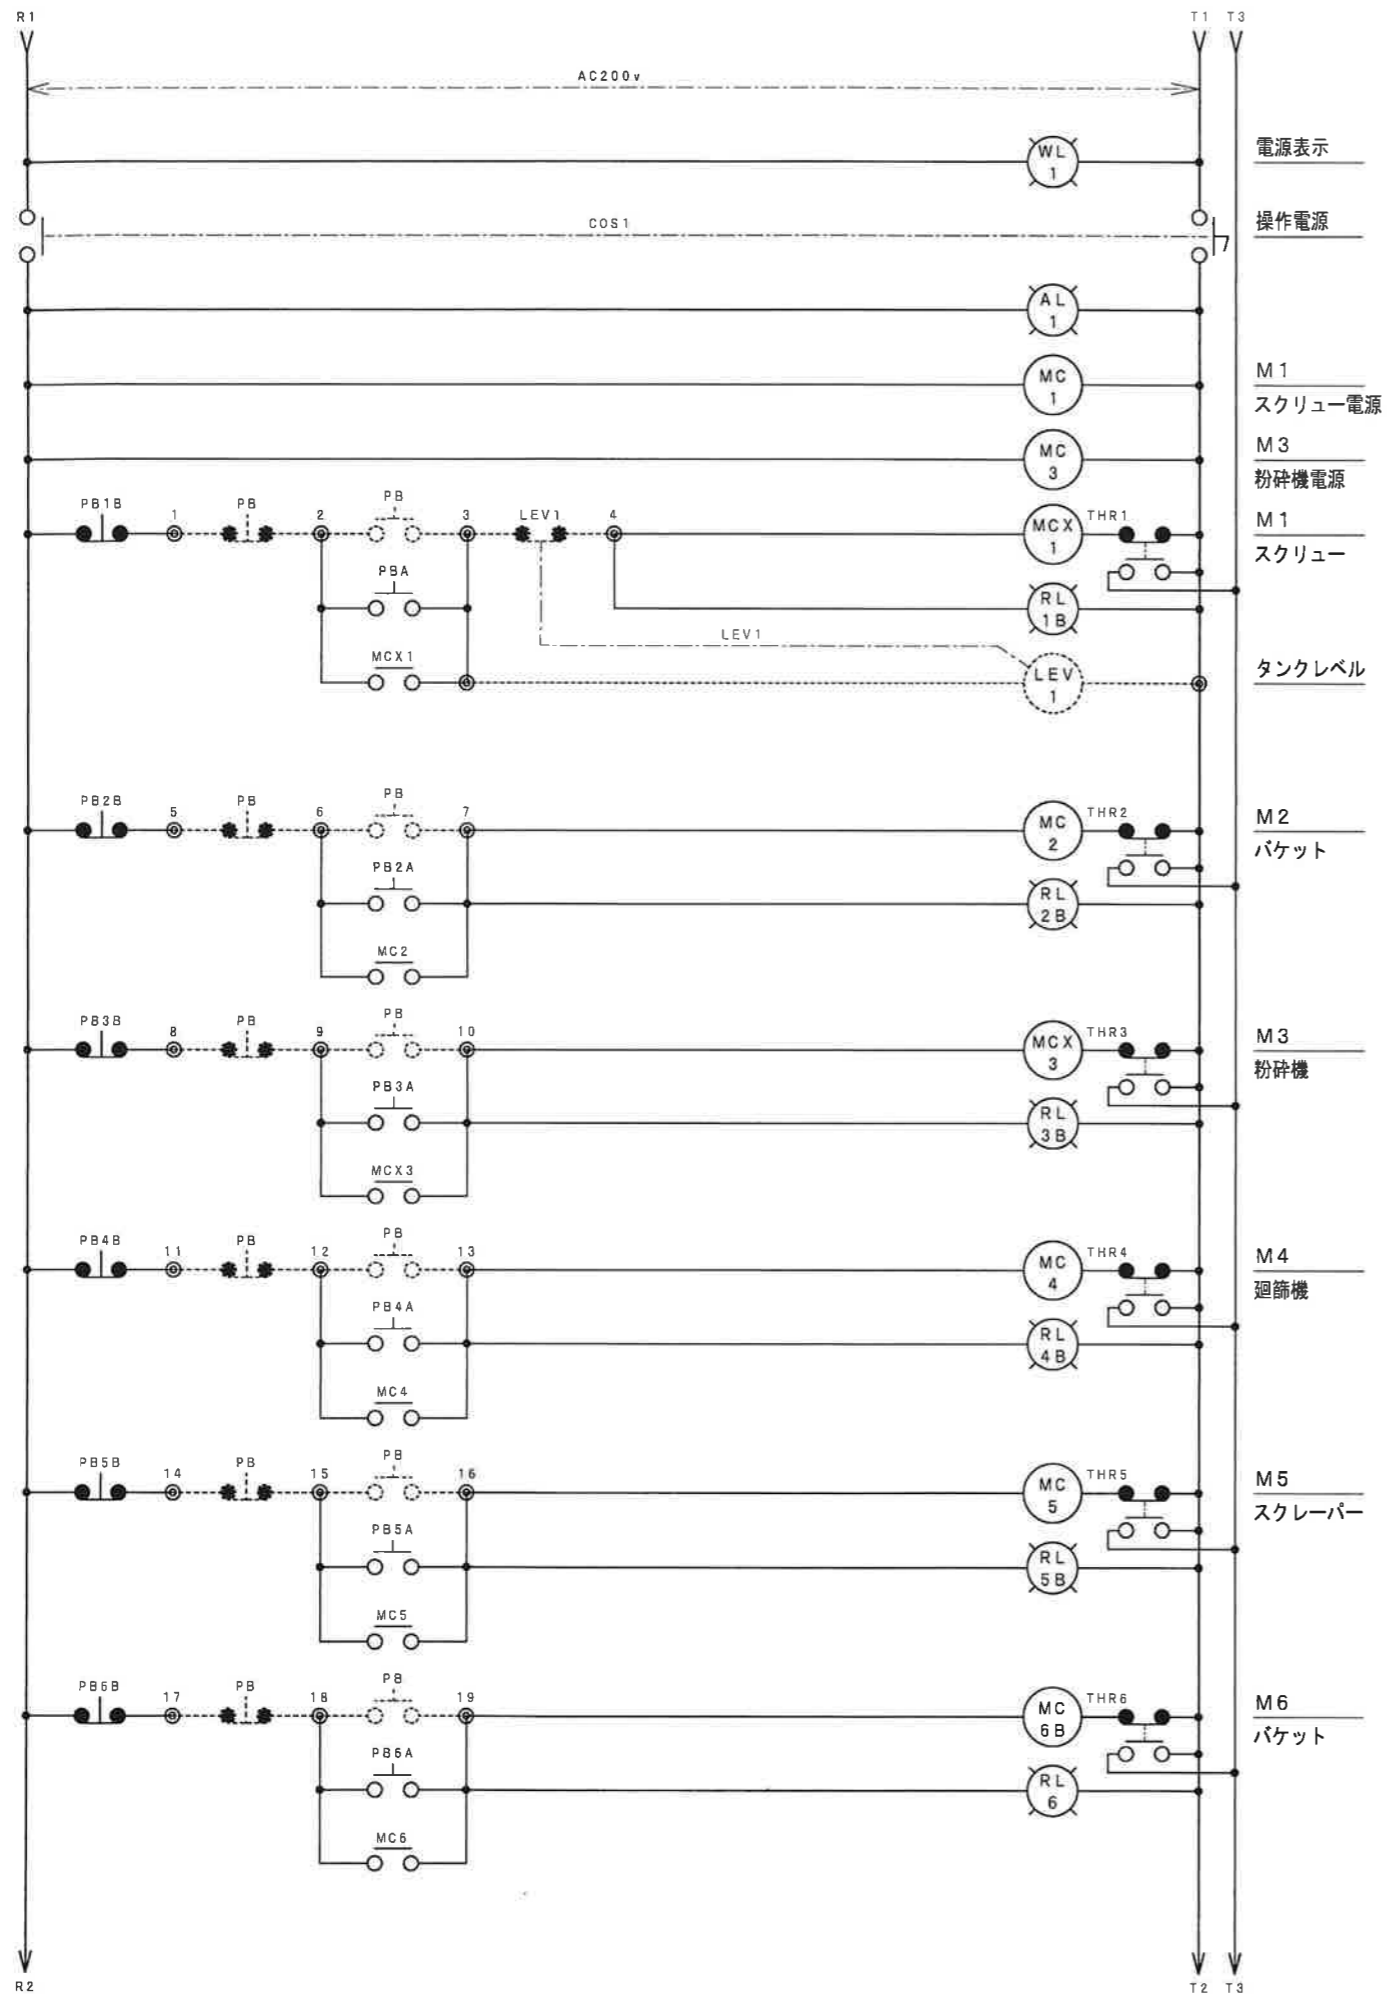 R1
T1 T3
AC200v
WL 1
電源表示
COS1
操作電源
AL 1
MC 1
M1
スクリュー電源
MC 3
M3
粉砕機電源
PB1B 1 PB 2 PB 3 LEV1 4
MCX 1
THR1
M1
スクリュー
PBA
RL 1B
LEV1
MCX1
LEV 1
タンクレベル
PB2B 5 PB 6 PB 7
MC 2
THR2
M2
バケット
PB2A
RL 2B
MC2
PB3B 8 PB 9 PB 10
MCX 3
THR3
M3
粉砕機
PB3A
RL 3B
MCX3
PB4B 11 PB 12 PB 13
MC 4
THR4
M4
廻篩機
PB4A
RL 4B
MC4
PB5B 14 PB 15 PB 16
MC 5
THR5
M5
スクレーパー
PB5A
RL 5B
MC5
PB6B 17 PB 18 PB 19
MC 6B
THR6
M6
バケット
PB6A
RL 6
MC6
R2
T2 T3